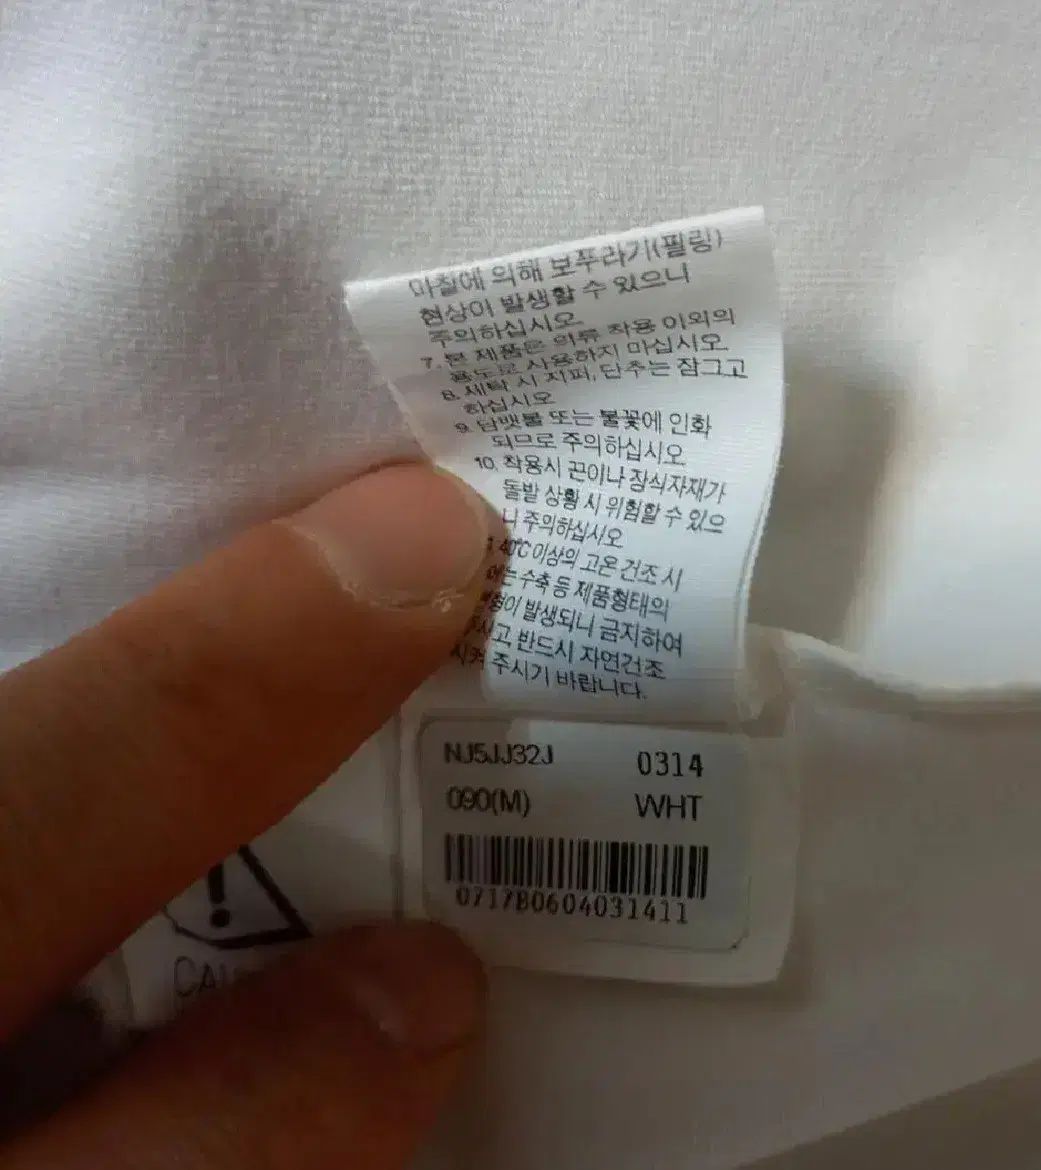 마찰에 의해 보푸라기(필링)
현상이 발생할 수 있으니
주의하십시오
7. 본 제품은 의류 착용 이외의
용도로 사용하지 마십시오
8. 세탁 시 지퍼, 단추는 잠그고
하십시오
9. 담뱃불 또는 불꽃에 인화
되므로 주의하십시오
10. 착용시 끈이나 장식자재가
돌발 상황 시 위험할 수 있으
니 주의하십시오
40℃ 이상의 고온 건조 시
수축 등 제품형태의
발생되니 금지하여
반드시 자연건조
시켜 주시기 바랍니다.
NJ5JJ32J 0314
090(M) WHT
0717B0604031411